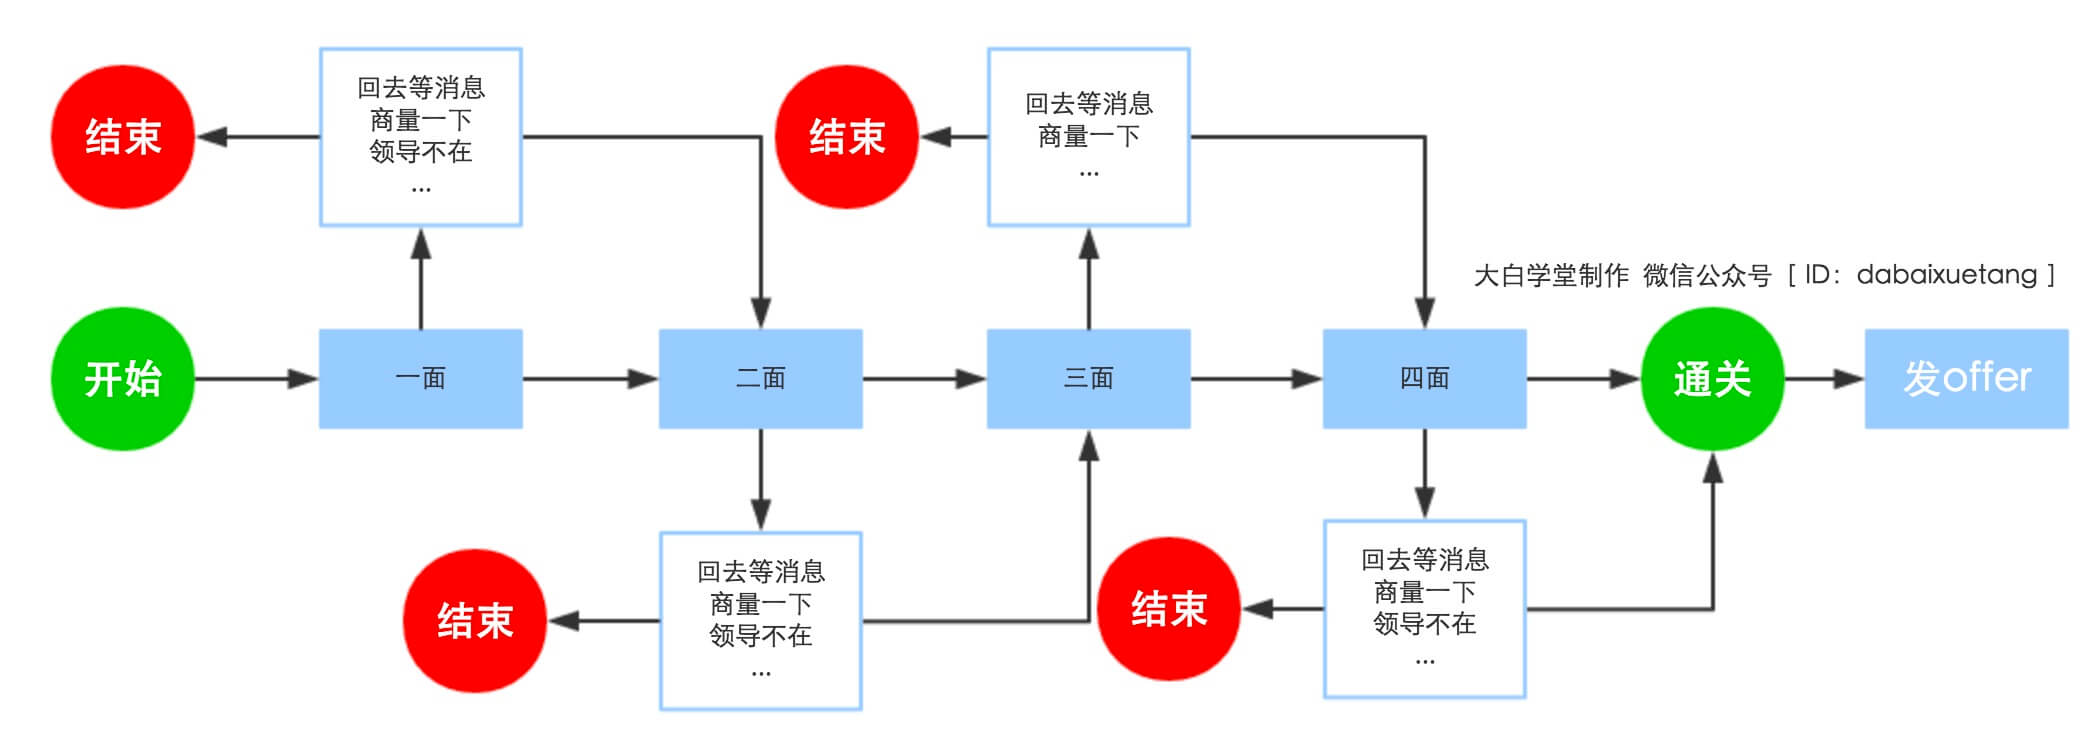 回去等消息
商量一下
领导不在
...
回去等消息
商量一下
...
结束
结束
大白学堂制作 微信公众号 [ ID: dabaixuetang ]
开始
一面
二面
三面
四面
通关
发offer
回去等消息
商量一下
领导不在
...
结束
回去等消息
商量一下
领导不在
...
结束